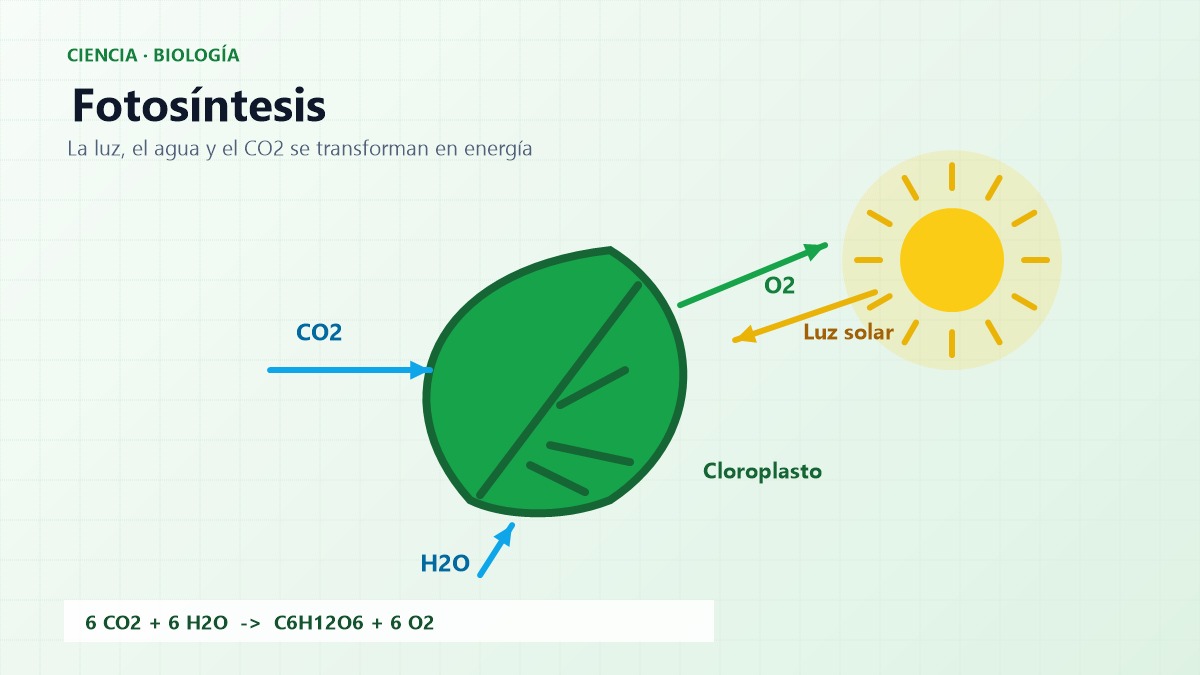 CIENCIA · BIOLOGÍA
Fotosíntesis
La luz, el agua y el CO2 se transforman en energía
O2
CO2
Luz solar
Cloroplasto
H2O
6 CO2 + 6 H2O -> C6H12O6 + 6 O2